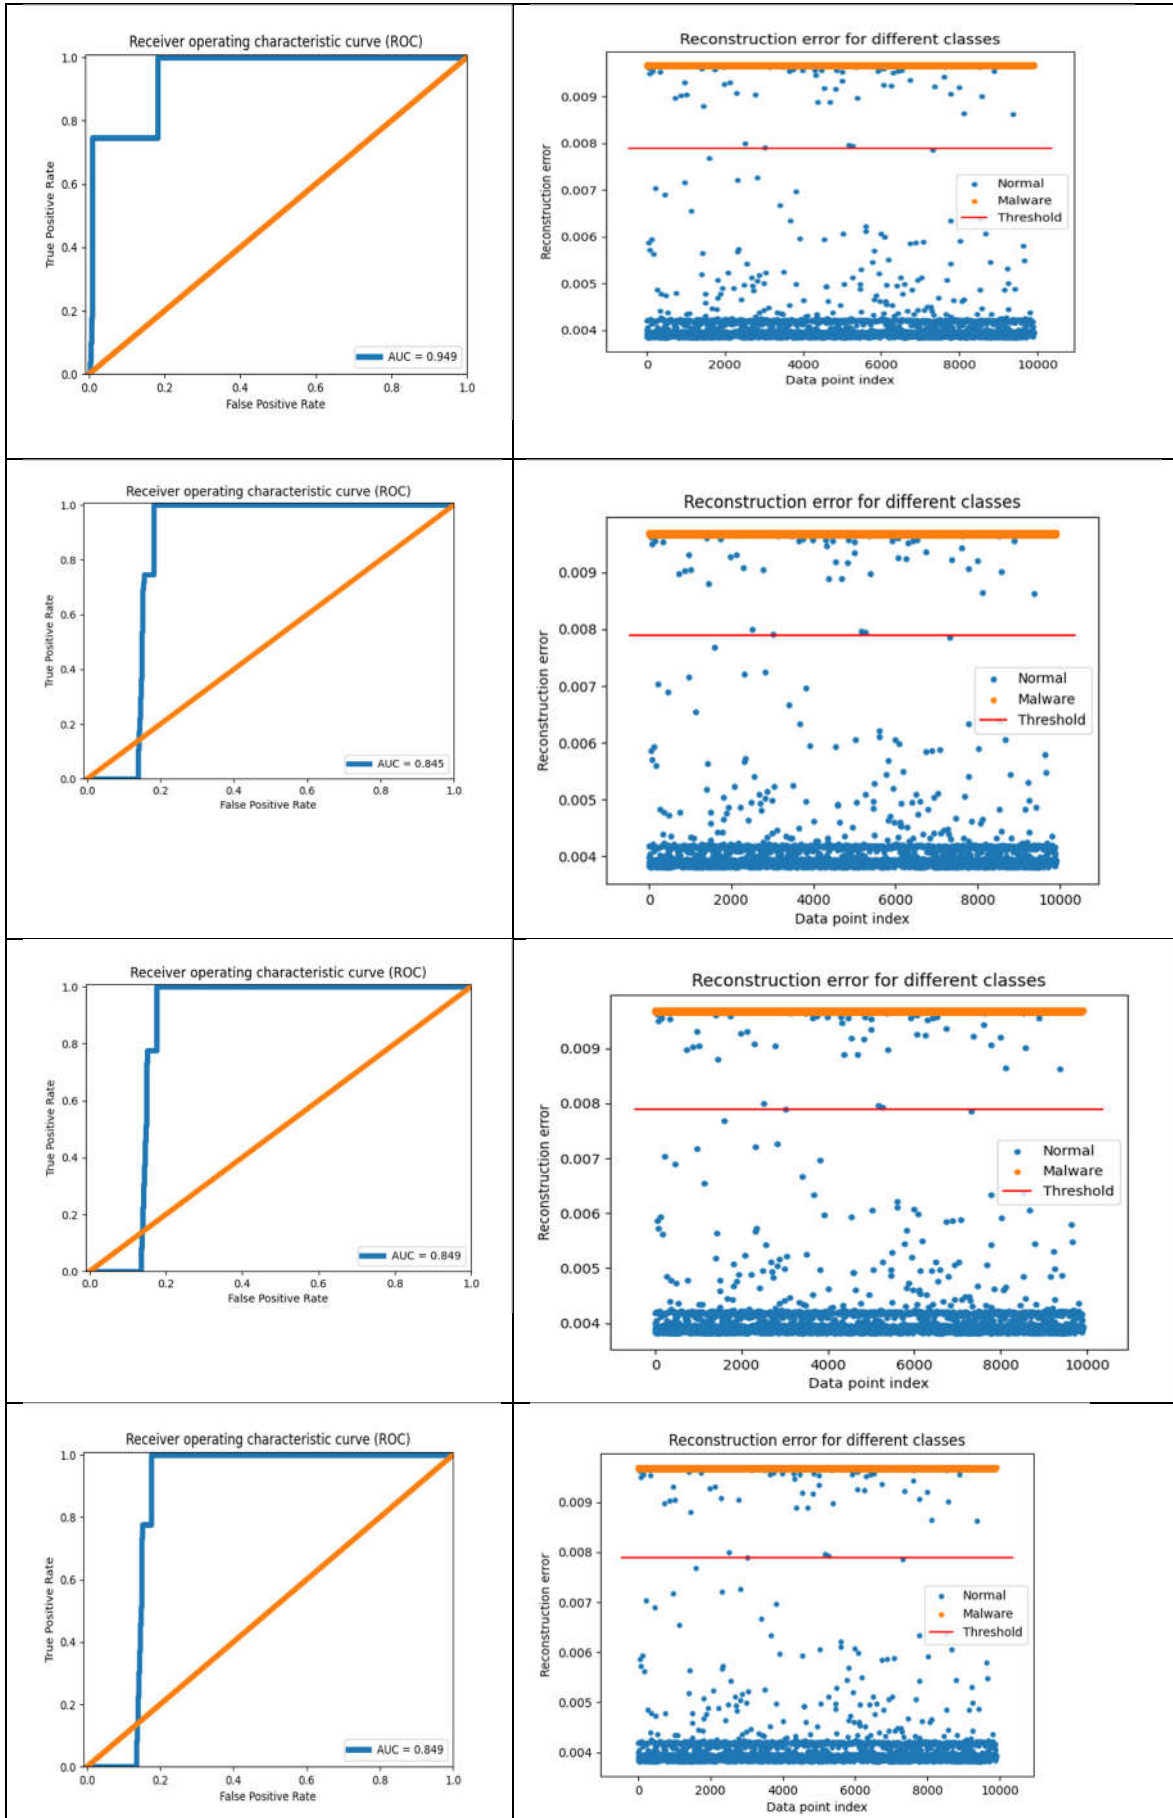 Receiver operating characteristic curve (ROC)
True Positive Rate
1.0
0.8
0.6
0.4
0.2
0.0
AUC = 0.949
0.0 0.2 0.4 0.6 0.8 1.0
False Positive Rate
Reconstruction error for different classes
Reconstruction error
0.009
0.008
0.007
0.006
0.005
0.004
Normal
Malware
Threshold
0 2000 4000 6000 8000 10000
Data point index
Receiver operating characteristic curve (ROC)
True Positive Rate
1.0
0.8
0.6
0.4
0.2
0.0
AUC = 0.845
0.0 0.2 0.4 0.6 0.8 1.0
False Positive Rate
Reconstruction error for different classes
Reconstruction error
0.009
0.008
0.007
0.006
0.005
0.004
Normal
Malware
Threshold
0 2000 4000 6000 8000 10000
Data point index
Receiver operating characteristic curve (ROC)
True Positive Rate
1.0
0.8
0.6
0.4
0.2
0.0
AUC = 0.849
0.0 0.2 0.4 0.6 0.8 1.0
False Positive Rate
Reconstruction error for different classes
Reconstruction error
0.009
0.008
0.007
0.006
0.005
0.004
Normal
Malware
Threshold
0 2000 4000 6000 8000 10000
Data point index
Receiver operating characteristic curve (ROC)
True Positive Rate
1.0
0.8
0.6
0.4
0.2
0.0
AUC = 0.849
0.0 0.2 0.4 0.6 0.8 1.0
False Positive Rate
Reconstruction error for different classes
Reconstruction error
0.009
0.008
0.007
0.006
0.005
0.004
Normal
Malware
Threshold
0 2000 4000 6000 8000 10000
Data point index